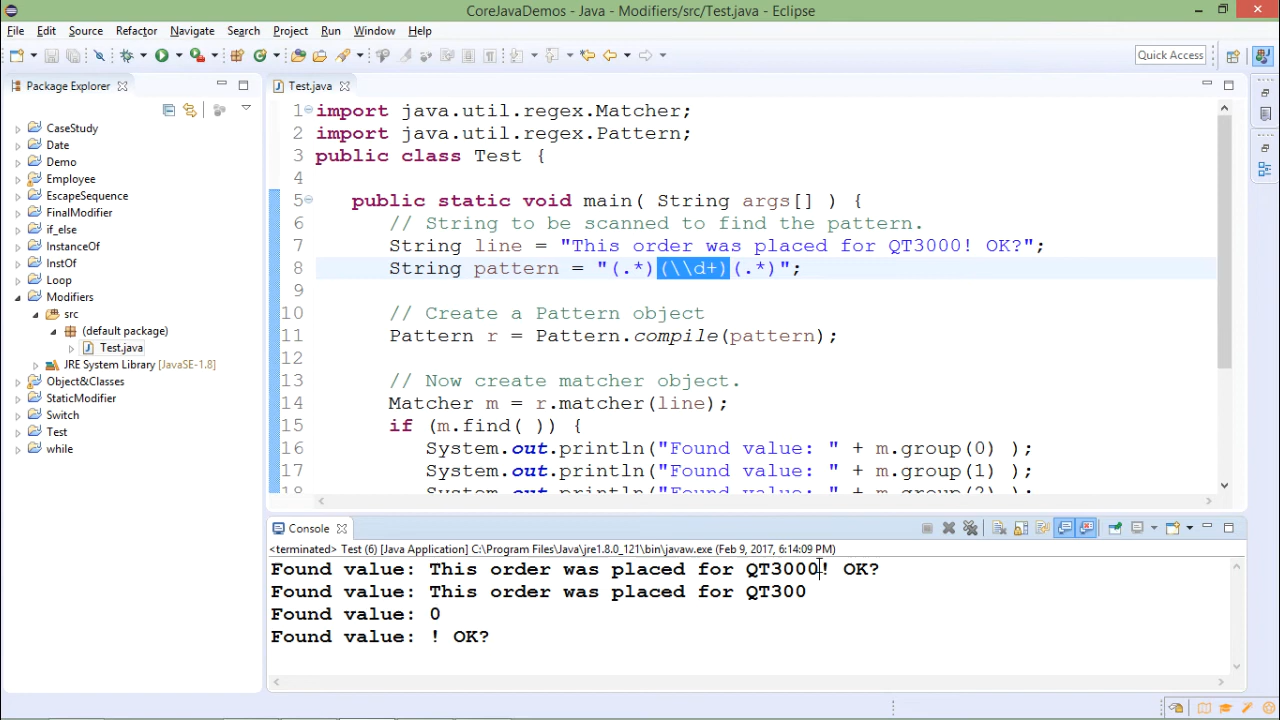 CoreJavaDemos - Java - Modifiers/src/Test.java - Eclipse
File Edit Source Refactor Navigate Search Project Run Window Help
Quick Access
Package Explorer
CaseStudy
Date
Demo
Employee
EscapeSequence
FinalModifier
if_else
InstanceOf
InstOf
Loop
Modifiers
src
(default package)
Test.java
JRE System Library [JavaSE-1.8]
Object&Classes
StaticModifier
Switch
Test
while
Test.java
1 import java.util.regex.Matcher;
2 import java.util.regex.Pattern;
3 public class Test {
4
5 public static void main( String args[] ) {
6 // String to be scanned to find the pattern.
7 String line = "This order was placed for QT3000! OK?";
8 String pattern = "(.*)(\\d+)(.*)";
9
10 // Create a Pattern object
11 Pattern r = Pattern.compile(pattern);
12
13 // Now create matcher object.
14 Matcher m = r.matcher(line);
15 if (m.find( )) {
16 System.out.println("Found value: " + m.group(0) );
17 System.out.println("Found value: " + m.group(1) );
18 System.out.println("Found value: " + m.group(2) );
Console
<terminated> Test (6) [Java Application] C:\Program Files\Java\jre1.8.0_121\bin\javaw.exe (Feb 9, 2017, 6:14:09 PM)
Found value: This order was placed for QT3000! OK?
Found value: This order was placed for QT300
Found value: 0
Found value: ! OK?